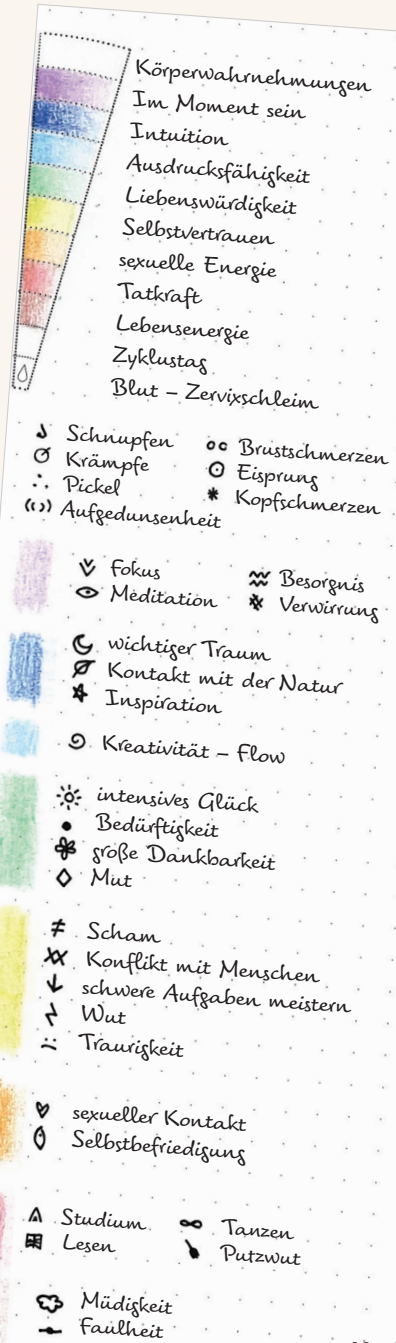 Körperwahrnehmungen
Im Moment sein
Intuition
Ausdrucksfähigkeit
Liebenswürdigkeit
Selbstvertrauen
sexuelle Energie
Tatkraft
Lebensenergie
Zyklustag
Blut – Zervixschleim
Schnupfen
Krämpfe
Pickel
Aufgedunsenheit
Brustschmerzen
Eisprung
Kopfschmerzen
Fokus
Meditation
Besorgnis
Verwirrung
wichtiger Traum
Kontakt mit der Natur
Inspiration
Kreativität – Flow
intensives Glück
Bedürftigkeit
große Dankbarkeit
Mut
Scham
Konflikt mit Menschen
schwere Aufgaben meistern
Wut
Traurigkeit
sexueller Kontakt
Selbstbefriedigung
Studium
Lesen
Tanzen
Putzwut
Müdigkeit
Faulheit